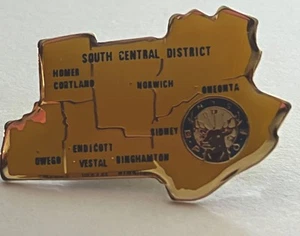 SOUTH CENTRAL DISTRICT
HOMER
CORTLAND
NORWICH
ONEONTA
SIDNEY
ENDICOTT
OWEGO
VESTAL
BINGHAMTON